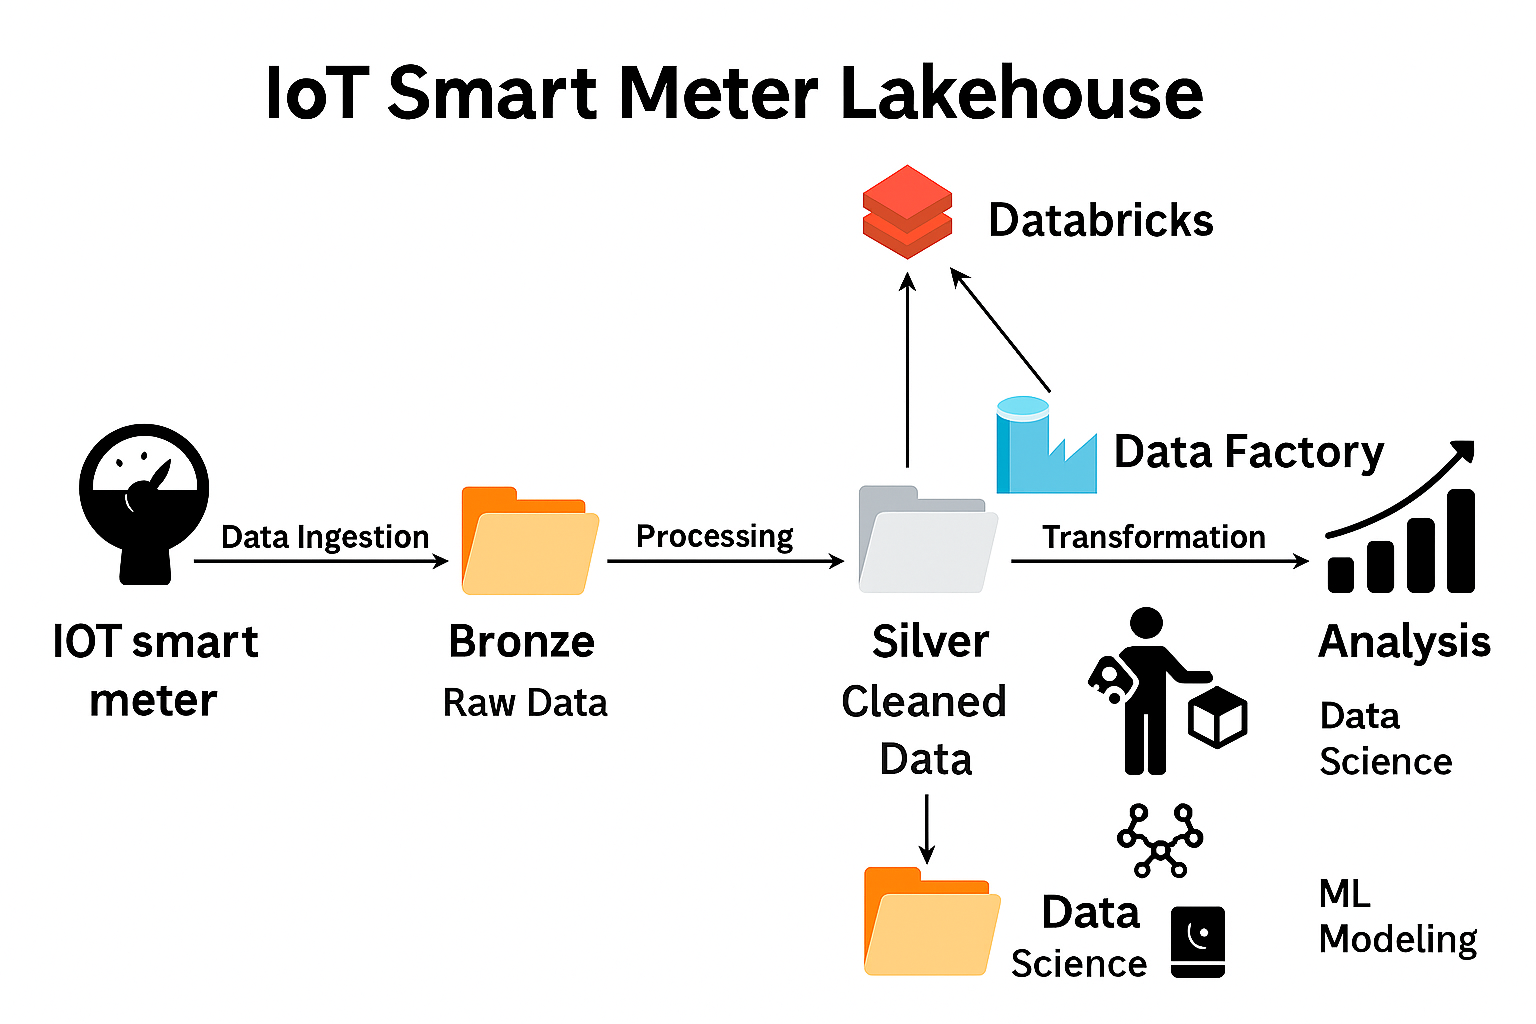 IoT Smart Meter Lakehouse
Databricks
Data Factory
Data Ingestion
Processing
Transformation
IOT smart
meter
Bronze
Raw Data
Silver
Cleaned
Data
Analysis
Data
Science
Data
Science
ML
Modeling